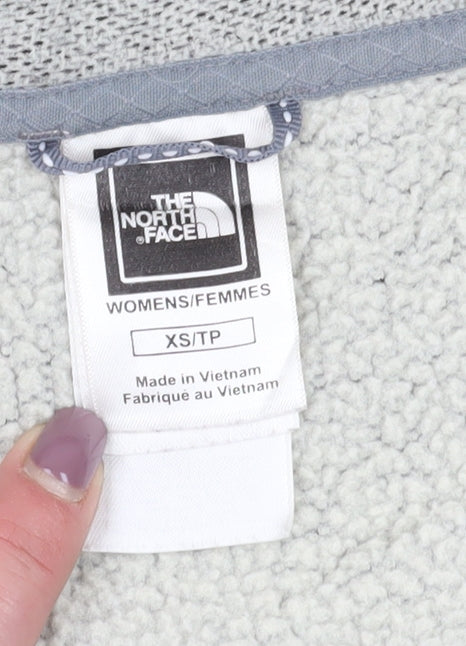 THE
NORTH
®FACE
WOMENS/FEMMES
XS/TP
Made in Vietnam
Fabriqué au Vietnam